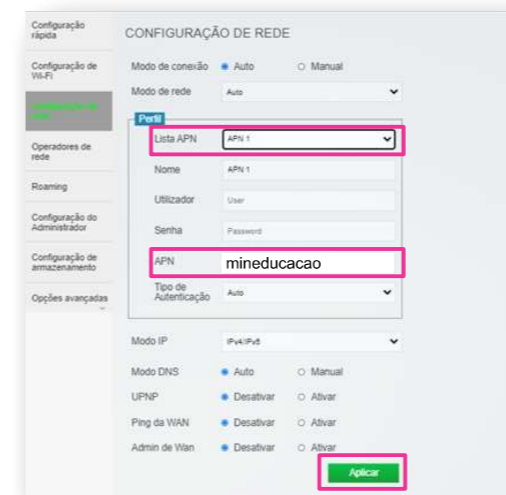 Configuração
rápida
CONFIGURAÇÃO DE REDE
Configuração de
Wi-Fi
Modo de conexão Auto Manual
Modo de rede Auto
Configuração de
rede
Perfil
Lista APN APN 1
Operadores de
rede
Nome APN 1
Roaming
Utilizador User
Configuração do
Administrador
Senha Password
Configuração de
armazenamento
APN mineducacao
Tipo de
Autenticação Auto
Opções avançadas
Modo IP IPv4/IPv6
Modo DNS Auto Manual
UPNP Desativar Ativar
Ping da WAN Desativar Ativar
Admin de Wan Desativar Ativar
Aplicar